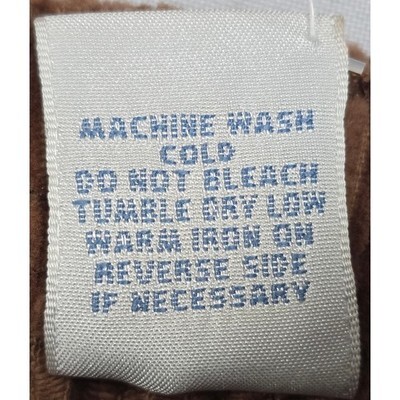 MACHINE WASH
COLD
DO NOT BLEACH
TUMBLE DRY LOW
WARM IRON ON
REVERSE SIDE
IF NECESSARY